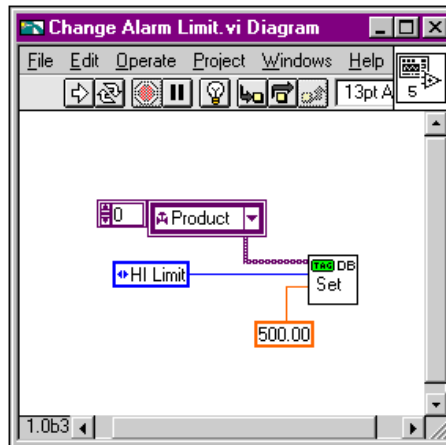 Change Alarm Limit.vi Diagram
File Edit Operate Project Windows Help
13pt A
5
0 Product
TAG DB
HI Limit
Set
500.00
1.0b3